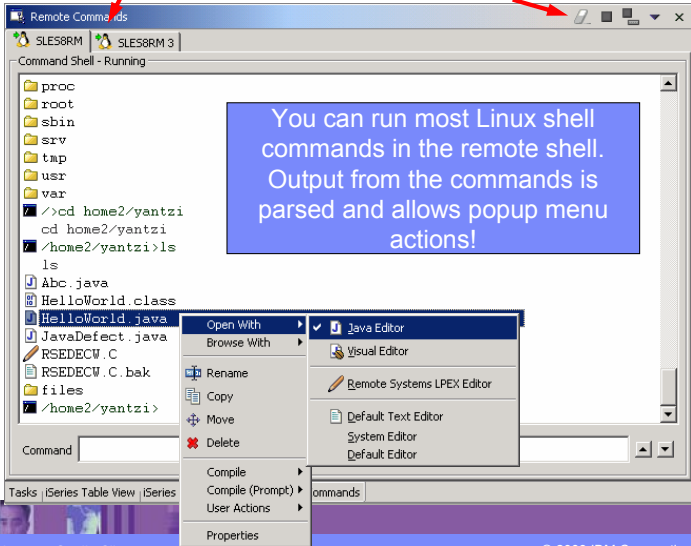 Remote Commands
SLES8RM
SLES8RM 3
Command Shell - Running
proc
root
sbin
srv
tmp
usr
var
/>cd home2/yantzi
cd home2/yantzi
/home2/yantzi>ls
ls
Abc.java
HelloWorld.class
HelloWorld.java
JavaDefect.java
RSEDECW.C
RSEDECW.C.bak
files
/home2/yantzi>
You can run most Linux shell
commands in the remote shell.
Output from the commands is
parsed and allows popup menu
actions!
Open With
Browse With
Rename
Copy
Move
Delete
Compile
Compile (Prompt)
User Actions
Properties
Java Editor
Visual Editor
Remote Systems LPEX Editor
Default Text Editor
System Editor
Default Editor
Command
Tasks
iSeries Table View
iSeries
ommands